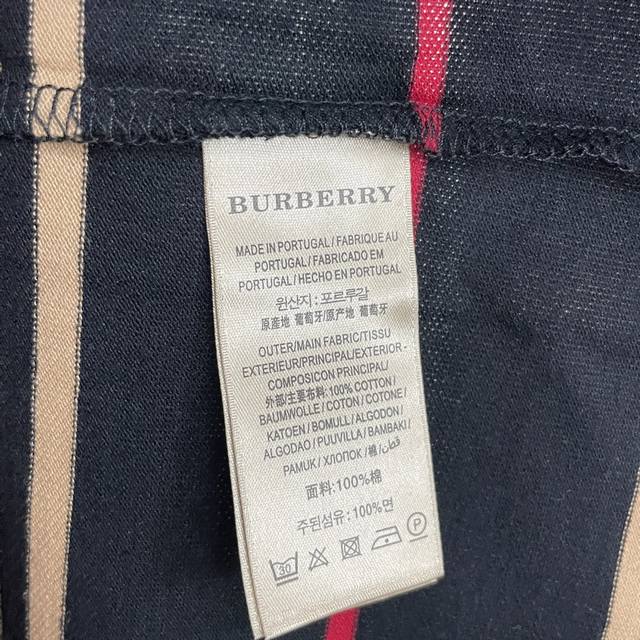 BURBERRY
MADE IN PORTUGAL / FABRIQUE AU
PORTUGAL / FABRICADO EM
PORTUGAL / HECHO EN PORTUGAL
원산지 : 포르루갈
原産地 葡萄牙/原产地 葡萄牙
OUTER/MAIN FABRIC/TISSU
EXTERIEUR/PRINCIPAL/EXTERIOR-
COMPOSICON PRINCIPAL
外部/主要布料: 100% COTTON /
BAUMWOLLE / COTON / COTONE /
KATOEN / BOMULL / ALGODON /
ALGODAO / PUUVILLA / BAMBAKI /
PAMUK / ХЛОПОК / 棉 / قطن
面料:100%棉
주된섬유 : 100%면
30 P